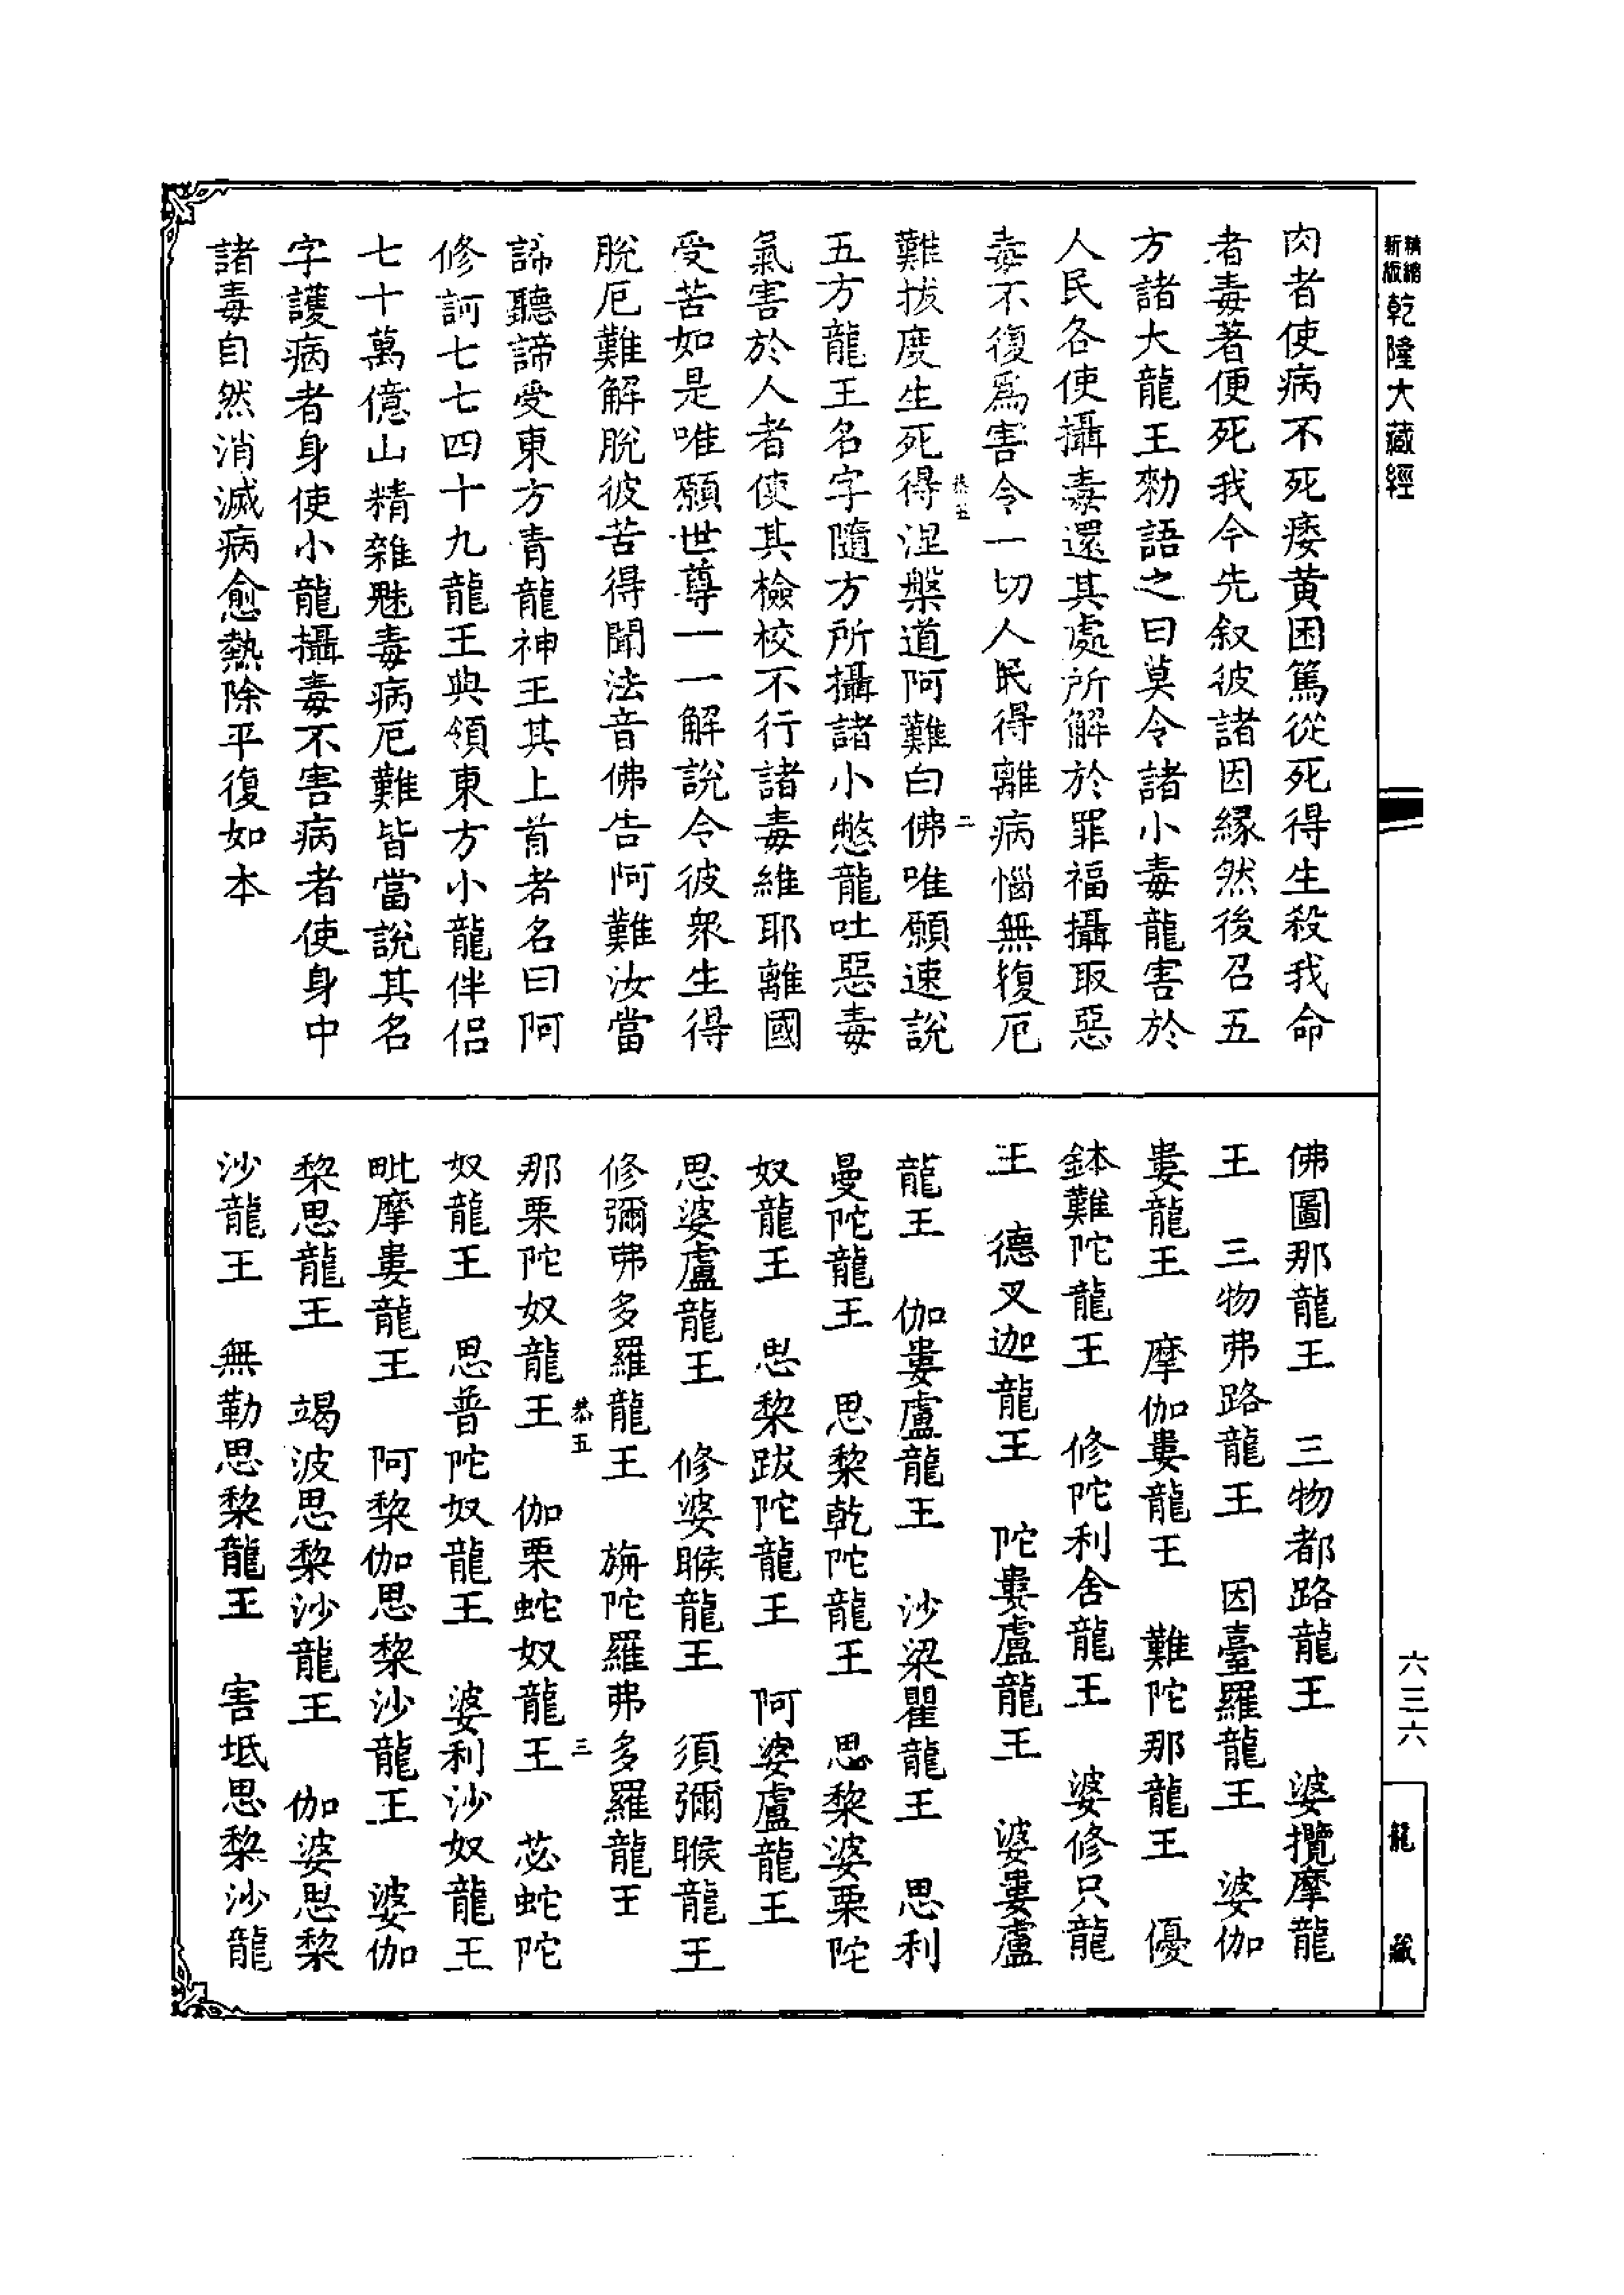 精縮新版乾隆大藏經
肉者使病不死痿黃困篤從死得生殺我命
者毒著便死我今先叙彼諸因緣然後召五
方諸大龍王勑語之曰莫令諸小毒龍害於
人民各使攝毒還其處所解於罪福攝取惡
毒不復爲害令一切人民得離病惱無復厄
難拔度生死得涅槃道阿難白佛唯願速說
恭五
二
五方龍王名字隨方所攝諸小憋龍吐惡毒
氣害於人者使其檢校不行諸毒維耶離國
受苦如是唯願世尊一一解說令彼衆生得
脫厄難解脫彼苦得聞法音佛告阿難汝當
諦聽諦受東方青龍神王其上首者名曰阿
修訶七七四十九龍王典領東方小龍伴侶
七十萬億山精雜魅毒病厄難皆當說其名
字護病者身使小龍攝毒不害病者使身中
諸毒自然消滅病愈熱除平復如本
佛圖那龍王　三物都路龍王　婆攬摩龍
王　三物弗路龍王　因臺羅龍王　婆伽
婁龍王　摩伽婁龍王　難陀那龍王　優
鉢難陀龍王　修陀利舍龍王　婆修只龍
王　德叉迦龍王　陀婁盧龍王　婆婁盧
龍王　伽婁盧龍王　沙梁瞿龍王　思利
曼陀龍王　思黎乾陀龍王　思黎婆栗陀
奴龍王　思黎跋陀龍王　阿婆盧龍王
思婆盧龍王　修婆睺龍王　須彌睺龍王
修彌弗多羅龍王　旃陀羅弗多羅龍王
恭五
三
那栗陀奴龍王　伽栗蛇奴龍王　苾蛇陀
奴龍王　思普陀奴龍王　婆利沙奴龍王
毗摩婁龍王　阿黎伽思黎沙龍王　婆伽
黎思龍王　竭波思黎沙龍王　伽婆思黎
沙龍王　無勒思黎龍王　害坻思黎沙龍
六三六
龍藏